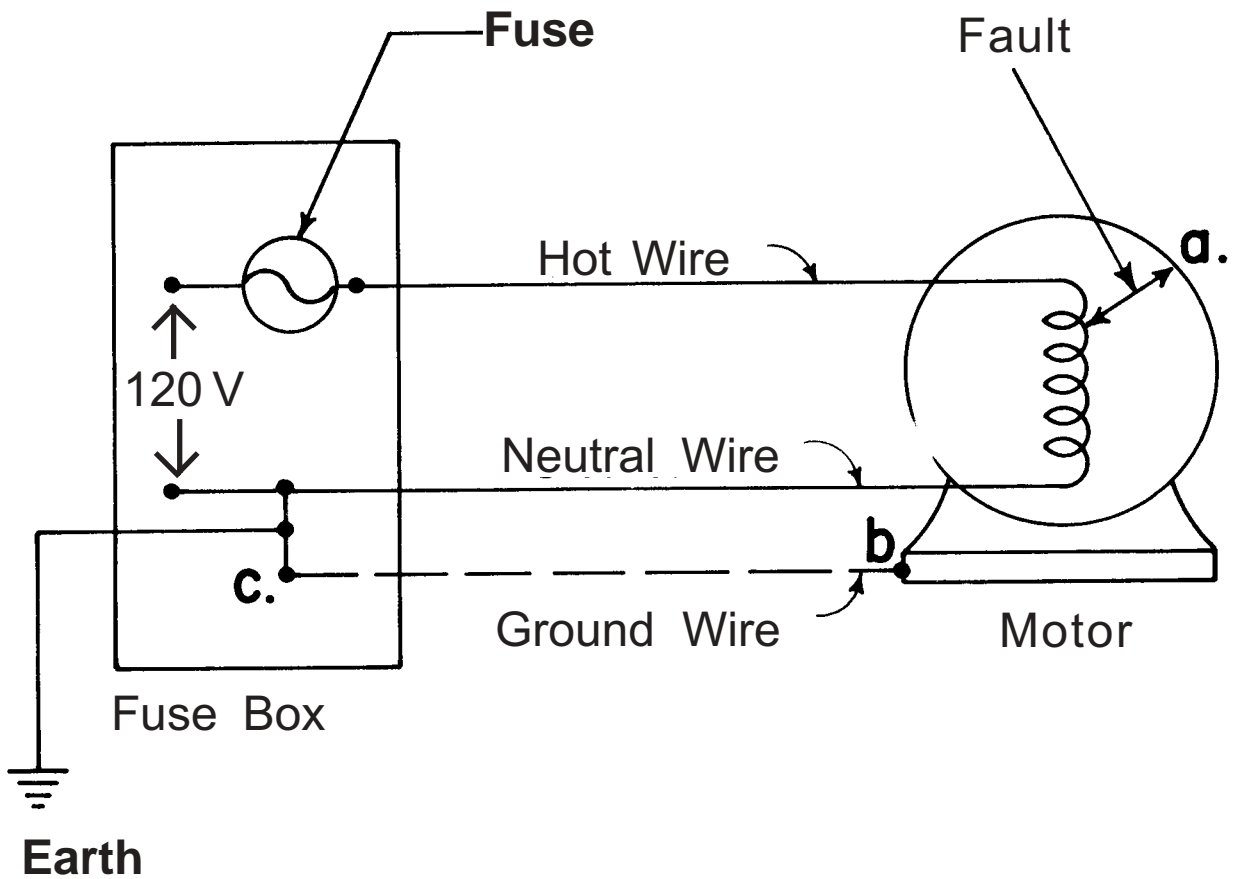 Fuse
Fault
Hot Wire
a.
120 V
Neutral Wire
b
c.
Ground Wire
Motor
Fuse Box
Earth